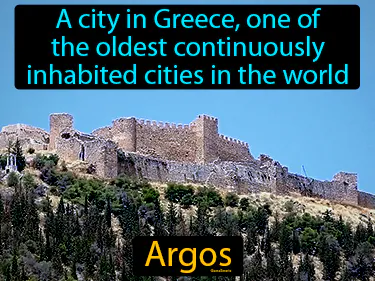 A city in Greece, one of
the oldest continuously
inhabited cities in the world
Argos